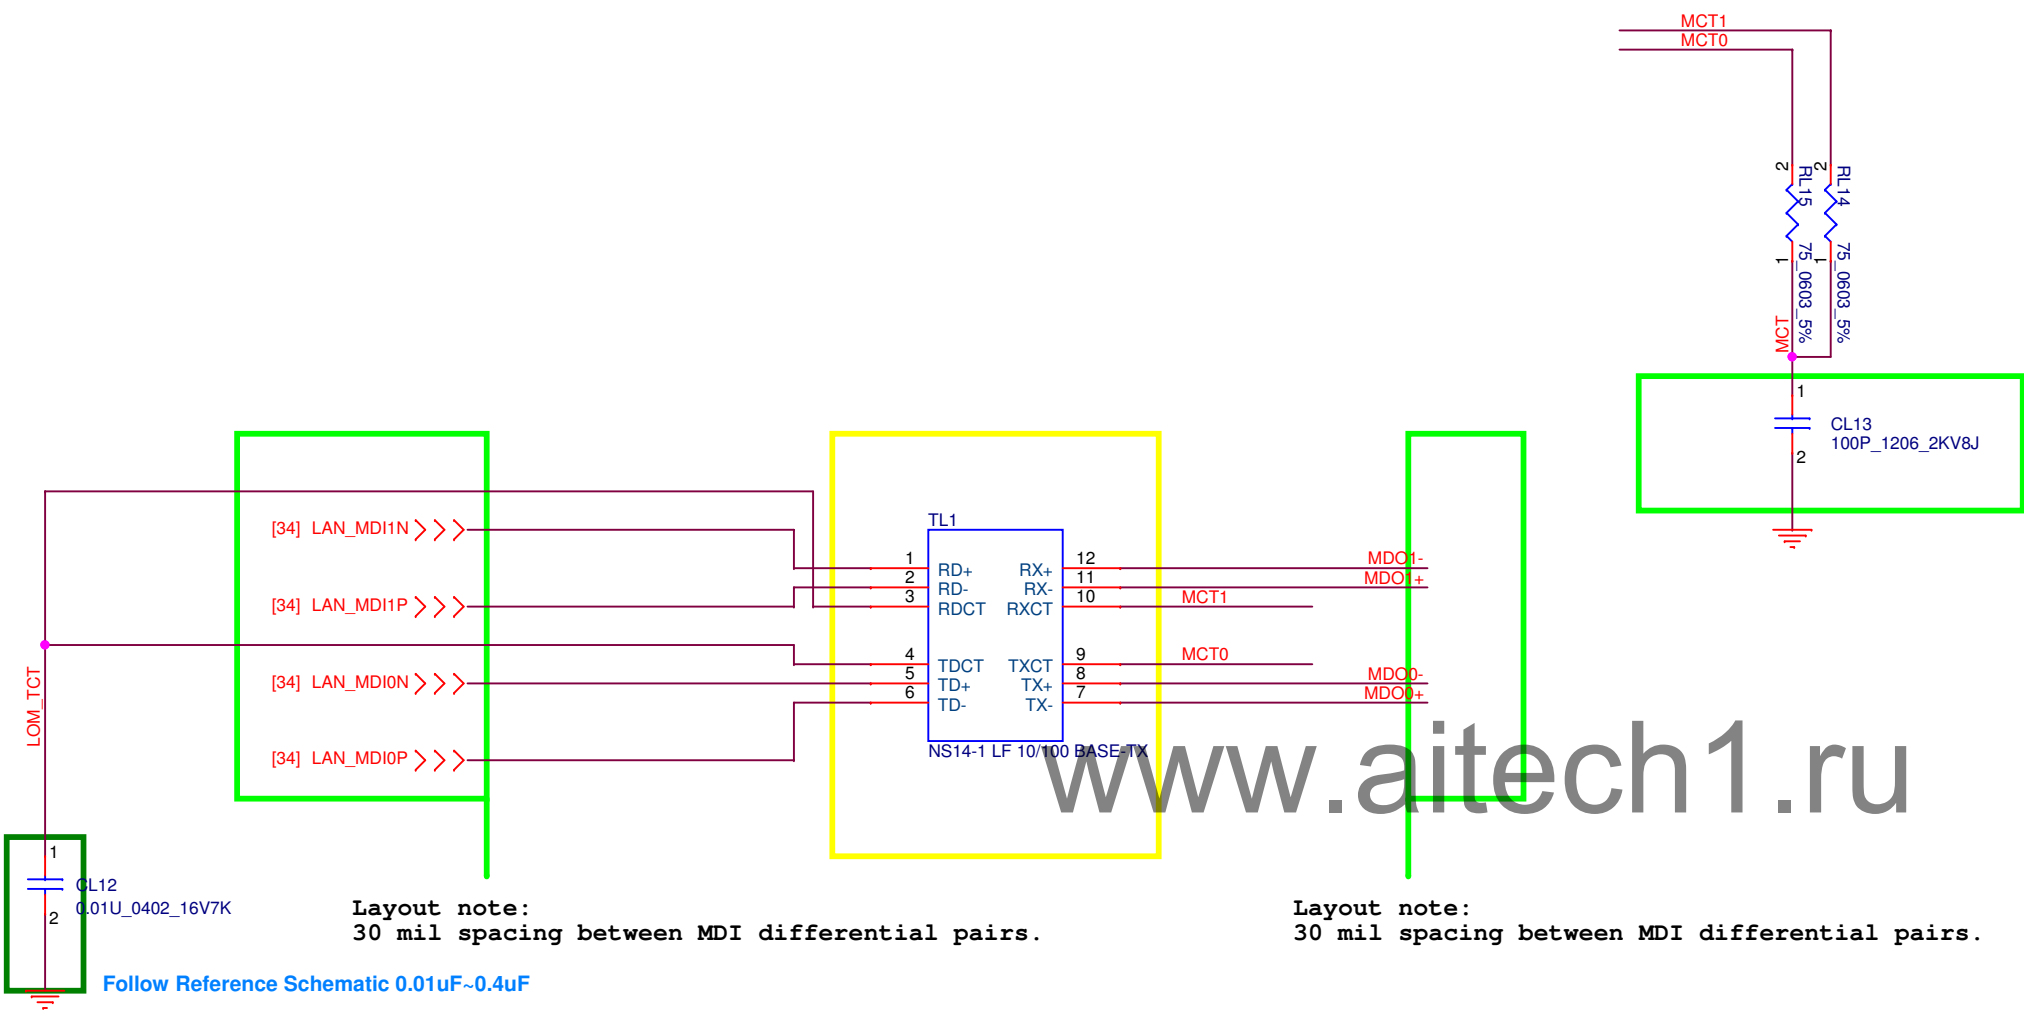 MCT1
MCT0
2
RL15
2
RL14
1
75_0603_5%
1
75_0603_5%
MCT
1
CL13
100P_1206_2KV8J
2
[34] LAN_MDI1N
[34] LAN_MDI1P
[34] LAN_MDI0N
[34] LAN_MDI0P
LOM_TCT
TL1
1 RD+ RX+ 12 MDO1-
2 RD- RX- 11 MDO1+
3 RDCT RXCT 10 MCT1
4 TDCT TXCT 9 MCT0
5 TD+ TX+ 8 MDO0-
6 TD- TX- 7 MDO0+
NS14-1 LF 10/100 BASE-TX
www.aitech1.ru
1
CL12
0.01U_0402_16V7K
2
Layout note:
30 mil spacing between MDI differential pairs.
Layout note:
30 mil spacing between MDI differential pairs.
Follow Reference Schematic 0.01uF~0.4uF